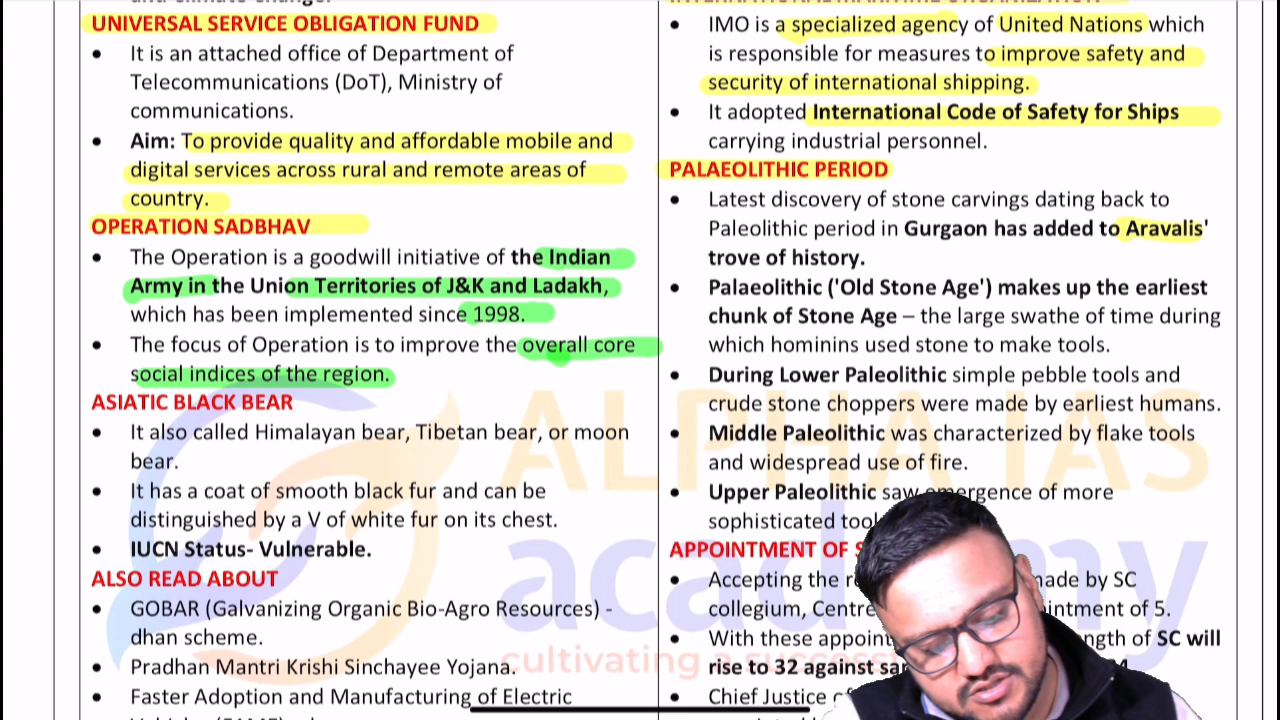 UNIVERSAL SERVICE OBLIGATION FUND
• It is an attached office of Department of
Telecommunications (DoT), Ministry of
communications.
• Aim: To provide quality and affordable mobile and
digital services across rural and remote areas of
country.
OPERATION SADBHAV
• The Operation is a goodwill initiative of the Indian
Army in the Union Territories of J&K and Ladakh,
which has been implemented since 1998.
• The focus of Operation is to improve the overall core
social indices of the region.
ASIATIC BLACK BEAR
• It also called Himalayan bear, Tibetan bear, or moon
bear.
• It has a coat of smooth black fur and can be
distinguished by a V of white fur on its chest.
• IUCN Status- Vulnerable.
ALSO READ ABOUT
• GOBAR (Galvanizing Organic Bio-Agro Resources) -
dhan scheme.
• Pradhan Mantri Krishi Sinchayee Yojana.
• Faster Adoption and Manufacturing of Electric
• IMO is a specialized agency of United Nations which
is responsible for measures to improve safety and
security of international shipping.
• It adopted International Code of Safety for Ships
carrying industrial personnel.
PALAEOLITHIC PERIOD
• Latest discovery of stone carvings dating back to
Paleolithic period in Gurgaon has added to Aravalis'
trove of history.
• Palaeolithic ('Old Stone Age') makes up the earliest
chunk of Stone Age – the large swathe of time during
which hominins used stone to make tools.
• During Lower Paleolithic simple pebble tools and
crude stone choppers were made by earliest humans.
• Middle Paleolithic was characterized by flake tools
and widespread use of fire.
• Upper Paleolithic saw emergence of more
sophisticated
APPOINTMENT OF
• Accepting the made by SC
collegium, Centre of 5.
• With these of SC will
rise to 32 against
• Chief Justice
ALPHA IAS
academy
cultivating a